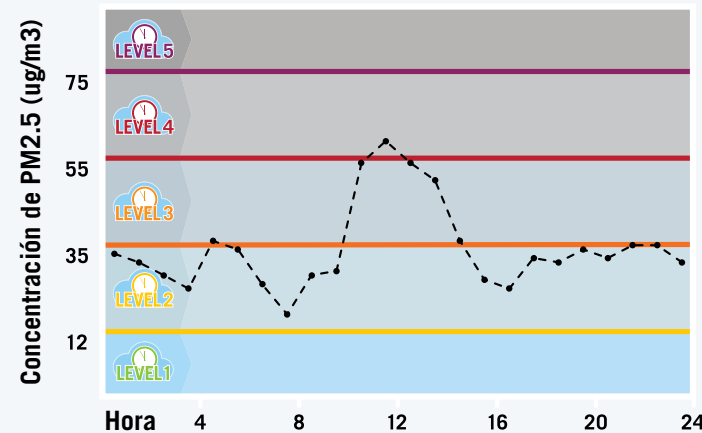 Concentración de PM2.5 (ug/m3)
LEVEL5
75
LEVEL4
55
LEVEL3
35
LEVEL2
12
LEVEL1
Hora 4 8 12 16 20 24